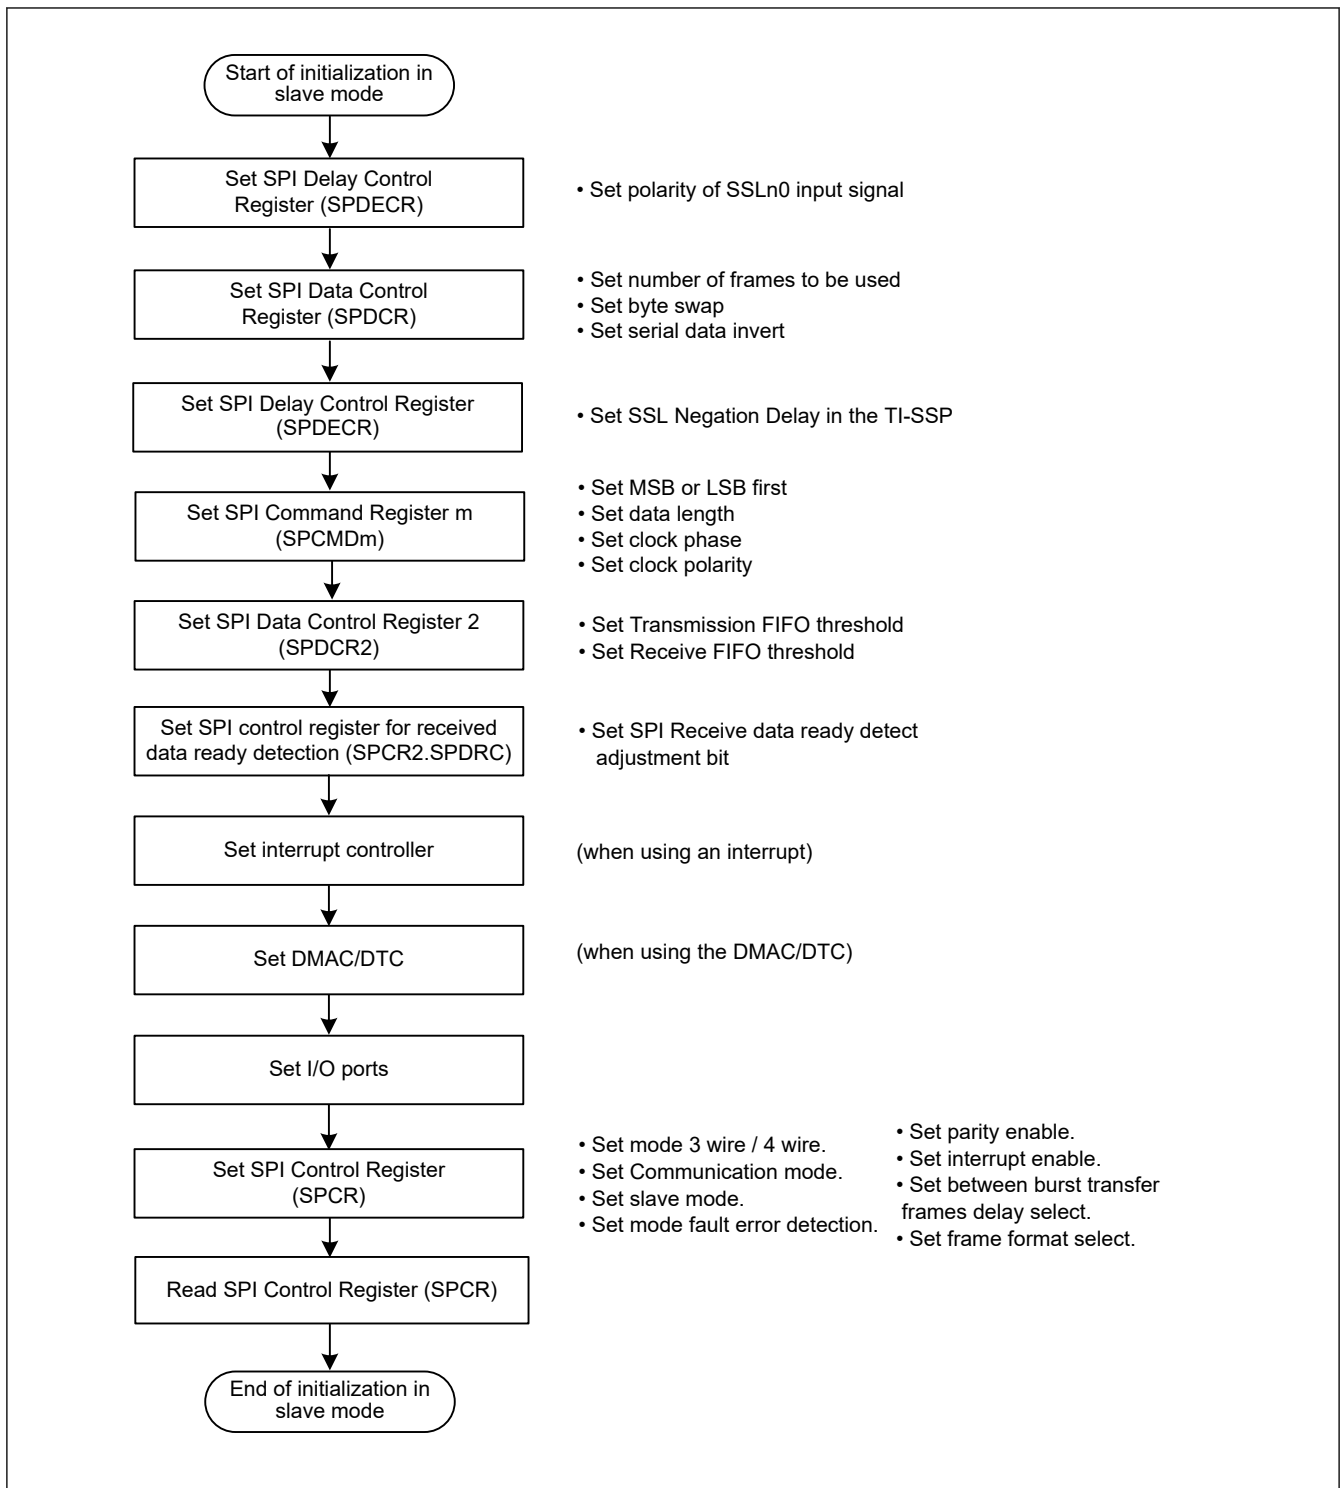 Start of initialization in
slave mode
Set SPI Delay Control
Register (SPDECR)
• Set polarity of SSLn0 input signal
Set SPI Data Control
Register (SPDCR)
• Set number of frames to be used
• Set byte swap
• Set serial data invert
Set SPI Delay Control Register
(SPDECR)
• Set SSL Negation Delay in the TI-SSP
Set SPI Command Register m
(SPCMDm)
• Set MSB or LSB first
• Set data length
• Set clock phase
• Set clock polarity
Set SPI Data Control Register 2
(SPDCR2)
• Set Transmission FIFO threshold
• Set Receive FIFO threshold
Set SPI control register for received
data ready detection (SPCR2.SPDRC)
• Set SPI Receive data ready detect
adjustment bit
Set interrupt controller
(when using an interrupt)
Set DMAC/DTC
(when using the DMAC/DTC)
Set I/O ports
Set SPI Control Register
(SPCR)
• Set mode 3 wire / 4 wire.
• Set Communication mode.
• Set slave mode.
• Set mode fault error detection.
• Set parity enable.
• Set interrupt enable.
• Set between burst transfer
frames delay select.
• Set frame format select.
Read SPI Control Register (SPCR)
End of initialization in
slave mode